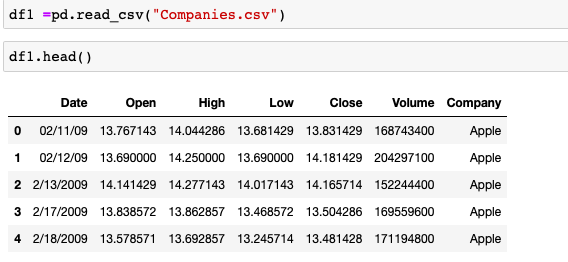 df1 =pd.read_csv("Companies.csv")
df1.head()
Date Open High Low Close Volume Company
0 02/11/09 13.767143 14.044286 13.681429 13.831429 168743400 Apple
1 02/12/09 13.690000 14.250000 13.690000 14.181429 204297100 Apple
2 2/13/2009 14.141429 14.277143 14.017143 14.165714 152244400 Apple
3 2/17/2009 13.838572 13.862857 13.468572 13.504286 169559600 Apple
4 2/18/2009 13.578571 13.692857 13.245714 13.481428 171194800 Apple